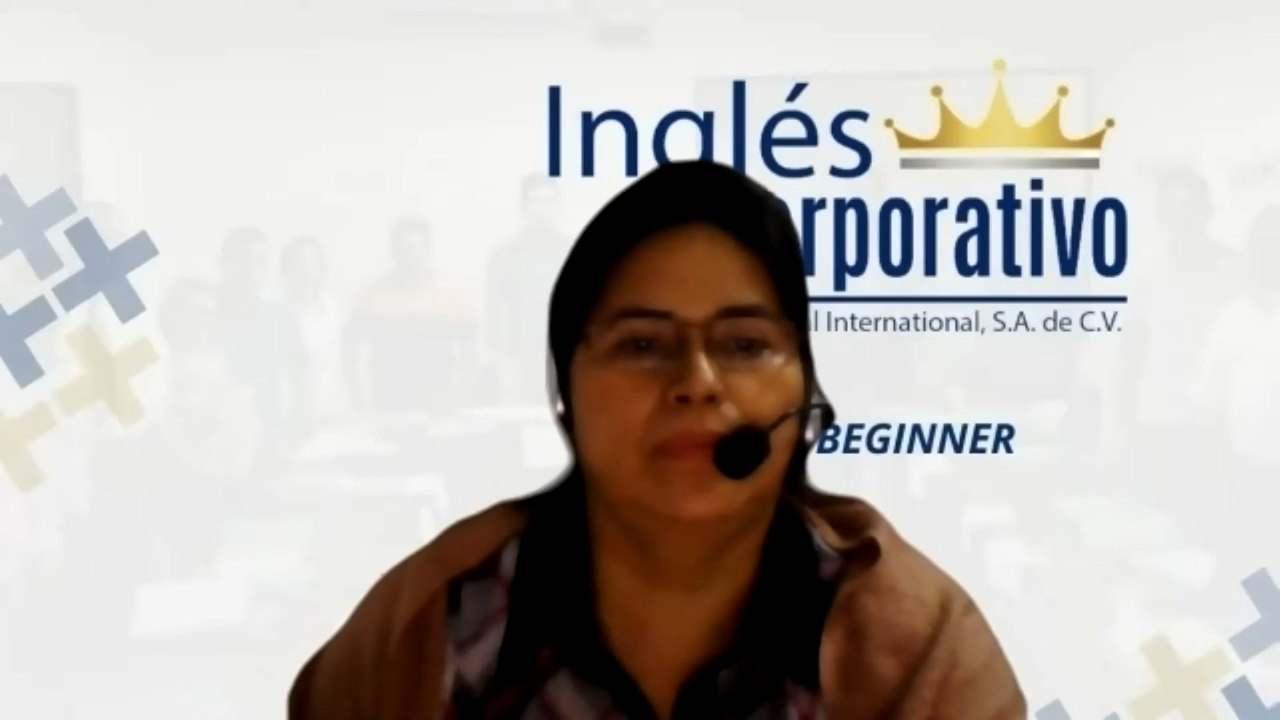 Inglés
rporativo
l International, S.A. de C.V.
BEGINNER